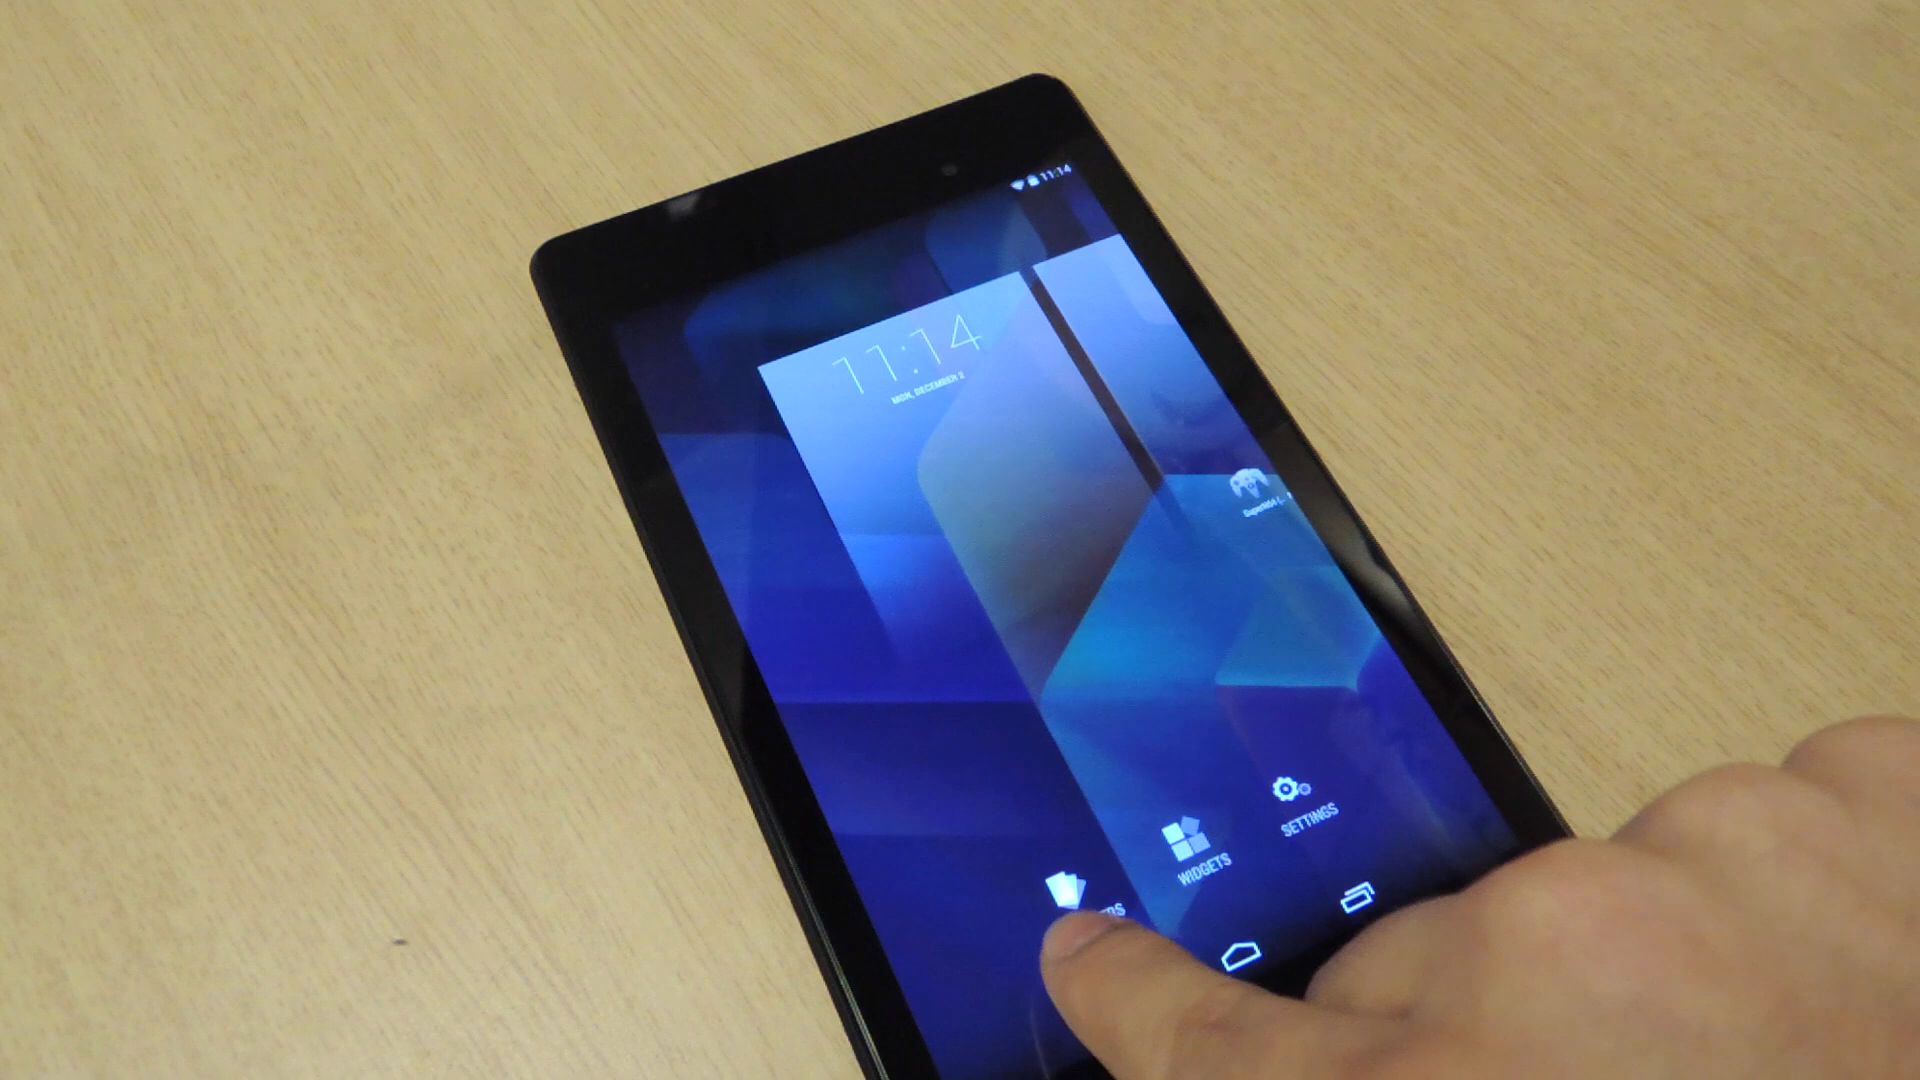 11:14
11:14
MON, DECEMBER 2
SETTINGS
WIDGETS